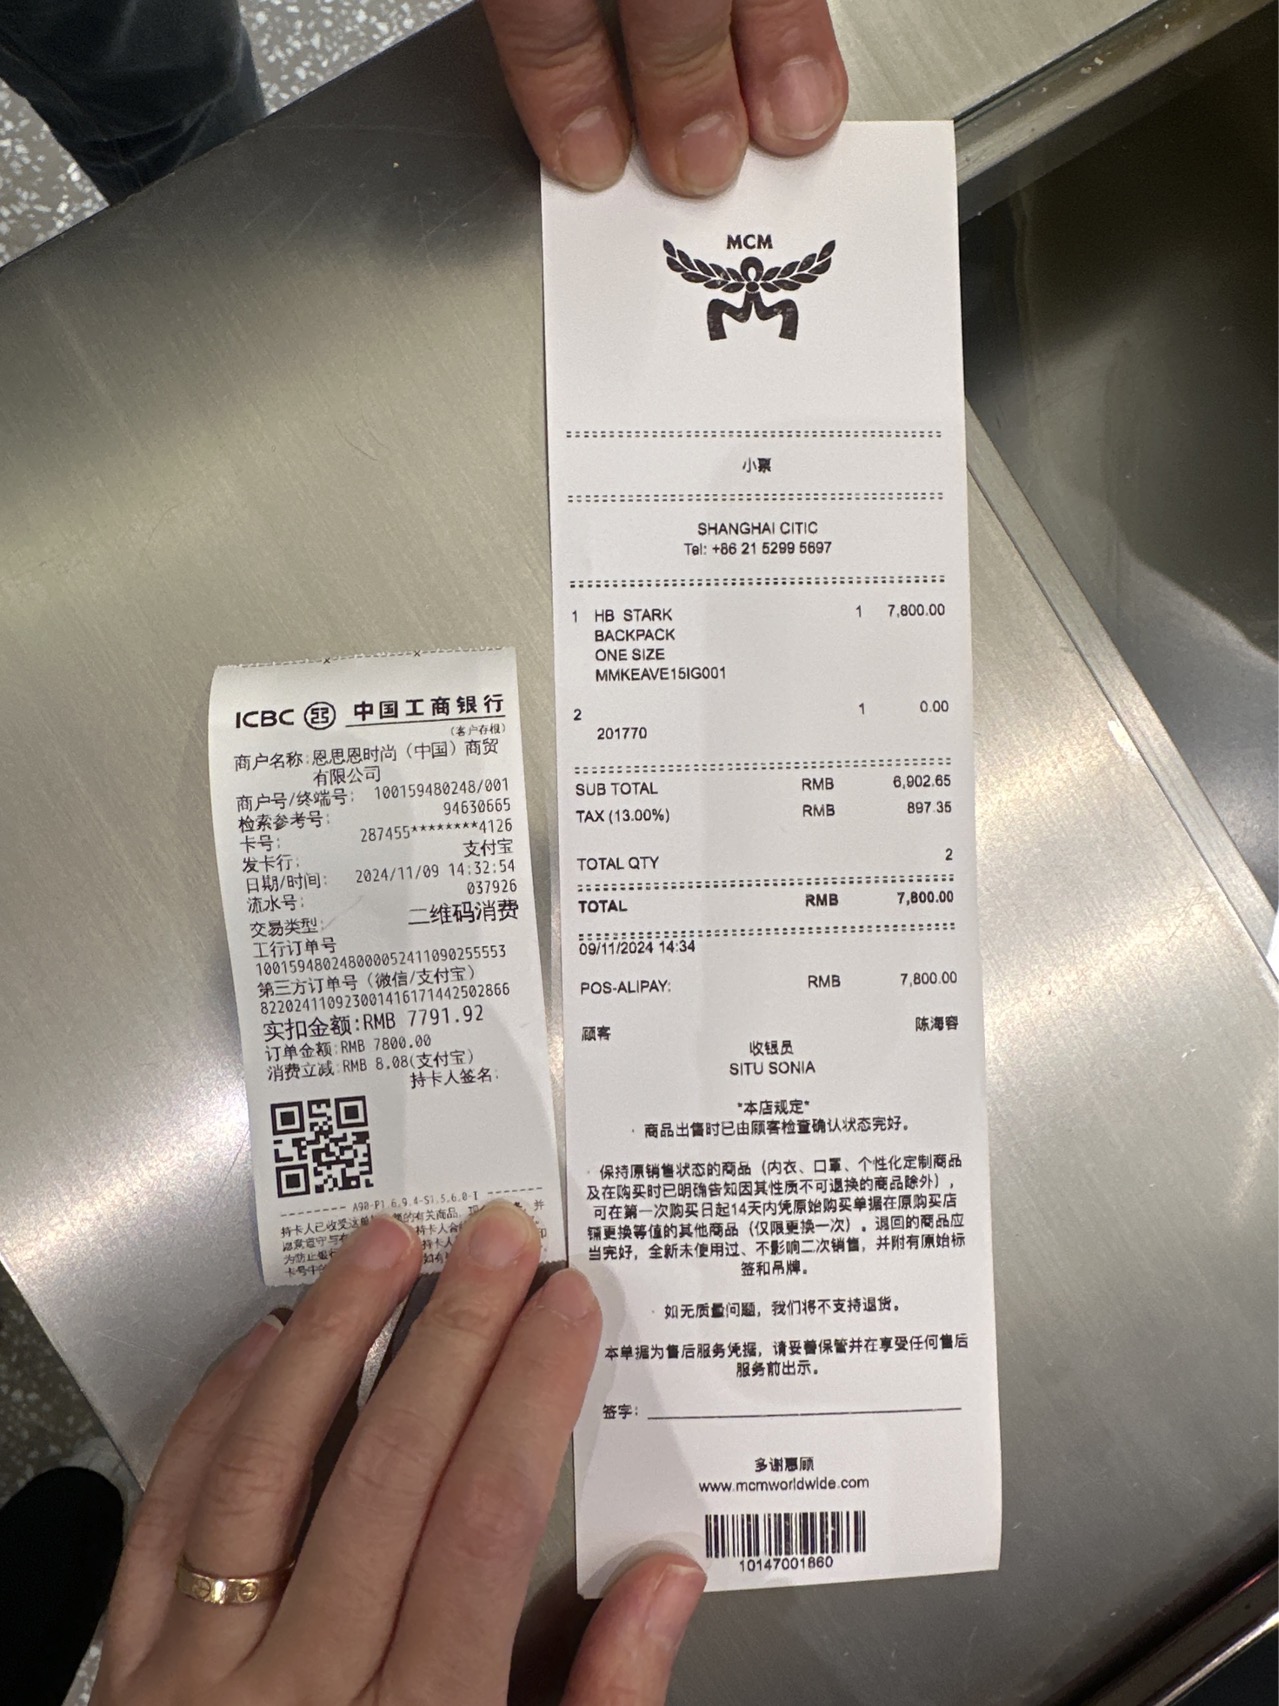 ICBC 中国工商银行
(客户存根)
商户名称:恩思恩时尚(中国)商贸
有限公司
商户号/终端号: 100159480248/001
检索参考号: 94630665
卡号: 287455********4126
发卡行: 支付宝
日期/时间: 2024/11/09 14:32:54
流水号: 037926
交易类型: 二维码消费
工行订单号
100159480248000052411090255553
第三方订单号(微信/支付宝)
8220241109230014161714425​02866
实扣金额:RMB 7791.92
订单金额:RMB 7800.00
消费立减:RMB 8.08(支付宝)
持卡人签名:
MCM
小票
SHANGHAI CITIC
Tel: +86 21 5299 5697
1 HB STARK 1 7,800.00
BACKPACK
ONE SIZE
MMKEAVE15IG001
2 1 0.00
201770
SUB TOTAL RMB 6,902.65
TAX (13.00%) RMB 897.35
TOTAL QTY 2
TOTAL RMB 7,800.00
09/11/2024 14:34
POS-ALIPAY: RMB 7,800.00
顾客 陈海容
收银员
SITU SONIA
*本店规定*
· 商品出售时已由顾客检查确认状态完好。
· 保持原销售状态的商品(内衣、口罩、个性化定制商品
及在购买时已明确告知因其性质不可退换的商品除外),
可在第一次购买日起14天内凭原始购买单据在原购买店
铺更换等值的其他商品(仅限更换一次)。退回的商品应
当完好,全新未使用过、不影响二次销售,并附有原始标
签和吊牌。
· 如无质量问题,我们将不支持退货。
本单据为售后服务凭据,请妥善保管并在享受任何售后
服务前出示。
签字:
多谢惠顾
www.mcmworldwide.com
10147001860